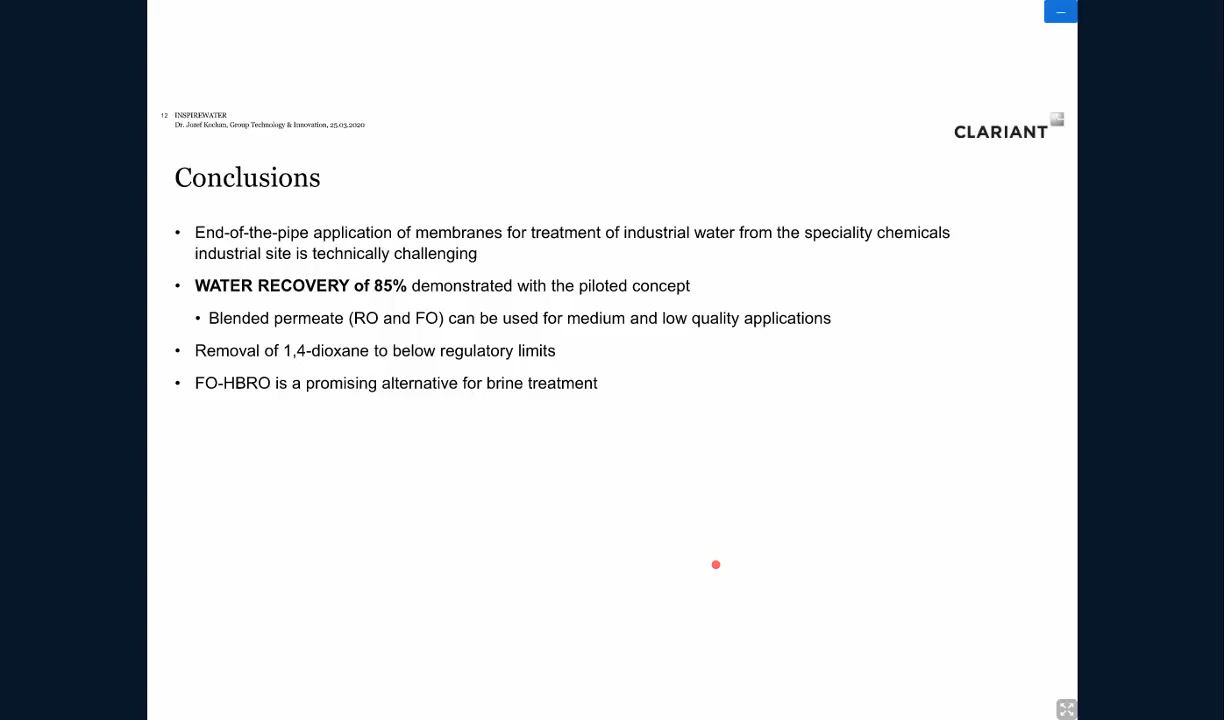 12 INSPIREWATER
Dr. Jozef Kochan, Group Technology & Innovation, 25.03.2020
CLARIANT
Conclusions
• End-of-the-pipe application of membranes for treatment of industrial water from the speciality chemicals
industrial site is technically challenging
• WATER RECOVERY of 85% demonstrated with the piloted concept
• Blended permeate (RO and FO) can be used for medium and low quality applications
• Removal of 1,4-dioxane to below regulatory limits
• FO-HBRO is a promising alternative for brine treatment